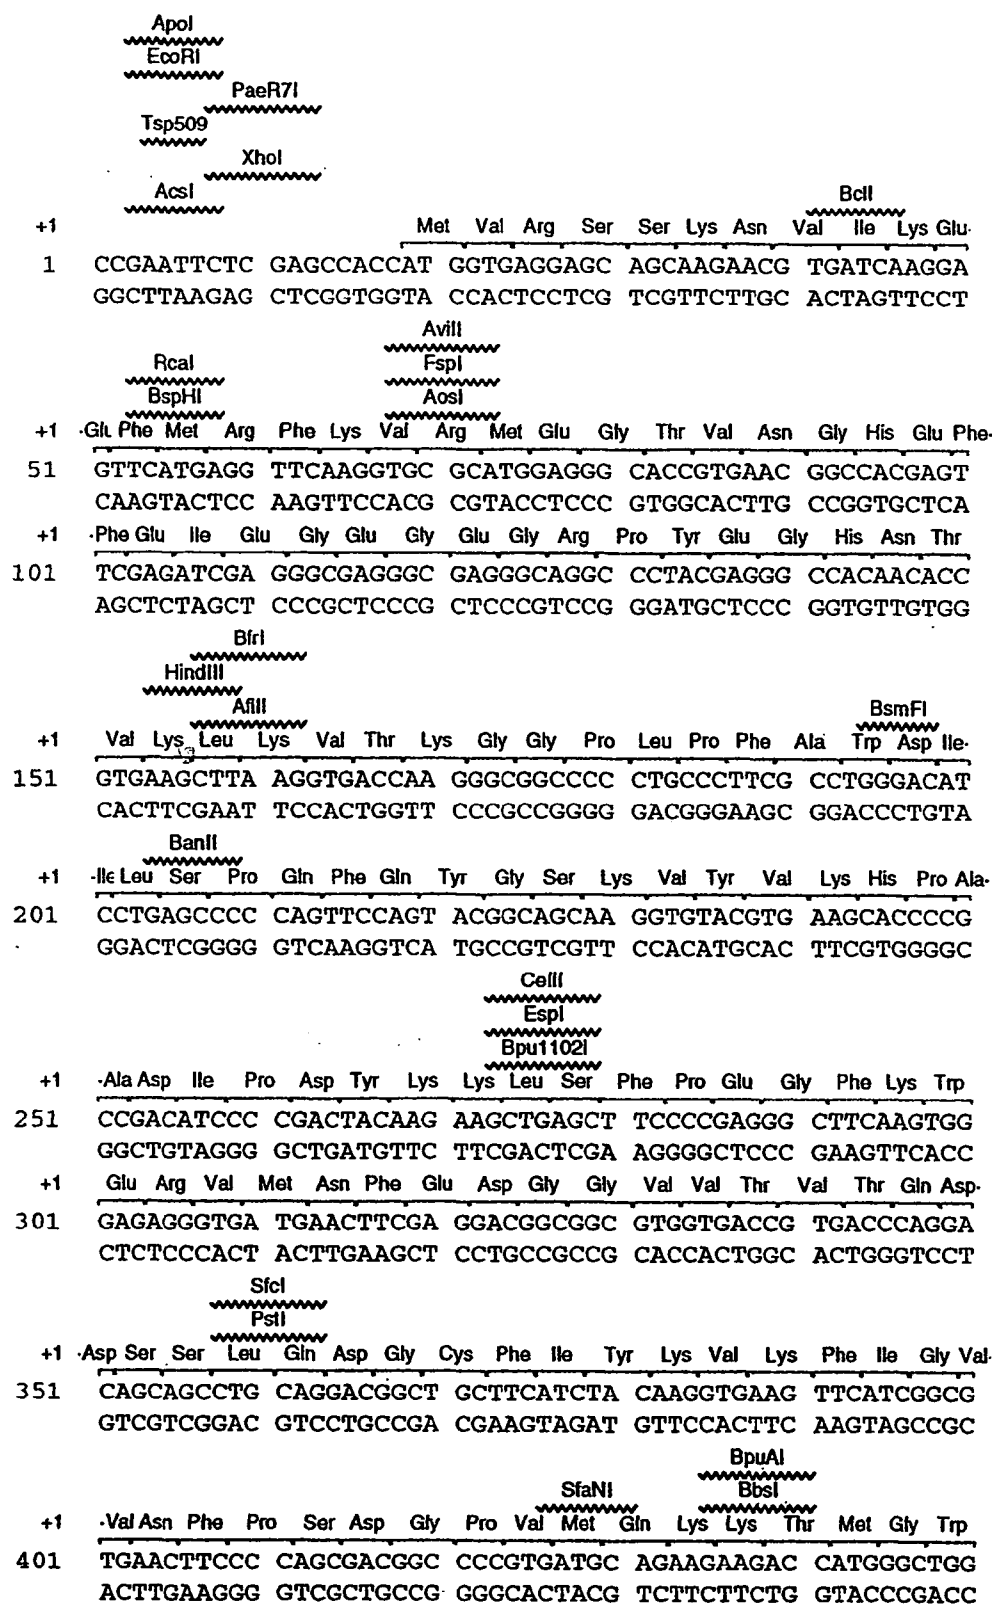 ApoI
EcoRI
PaeR7I
Tsp509
XhoI
AcsI
BclI
+1 Met Val Arg Ser Ser Lys Asn Val Ile Lys Glu·
1 CCGAATTCTC GAGCCACCAT GGTGAGGAGC AGCAAGAACG TGATCAAGGA
GGCTTAAGAG CTCGGTGGTA CCACTCCTCG TCGTTCTTGC ACTAGTTCCT
AviII
RcaI FspI
BspHI AosI
+1 ·Glu Phe Met Arg Phe Lys Val Arg Met Glu Gly Thr Val Asn Gly His Glu Phe·
51 GTTCATGAGG TTCAAGGTGC GCATGGAGGG CACCGTGAAC GGCCACGAGT
CAAGTACTCC AAGTTCCACG CGTACCTCCC GTGGCACTTG CCGGTGCTCA
+1 ·Phe Glu Ile Glu Gly Glu Gly Glu Gly Arg Pro Tyr Glu Gly His Asn Thr
101 TCGAGATCGA GGGCGAGGGC GAGGGCAGGC CCTACGAGGG CCACAACACC
AGCTCTAGCT CCCGCTCCCG CTCCCGTCCG GGATGCTCCC GGTGTTGTGG
BfrI
HindIII
AflII BsmFI
+1 Val Lys Leu Lys Val Thr Lys Gly Gly Pro Leu Pro Phe Ala Trp Asp Ile·
151 GTGAAGCTTA AGGTGACCAA GGGCGGCCCC CTGCCCTTCG CCTGGGACAT
CACTTCGAAT TCCACTGGTT CCCGCCGGGG GACGGGAAGC GGACCCTGTA
BanII
+1 ·Ile Leu Ser Pro Gln Phe Gln Tyr Gly Ser Lys Val Tyr Val Lys His Pro Ala·
201 CCTGAGCCCC CAGTTCCAGT ACGGCAGCAA GGTGTACGTG AAGCACCCCG
GGACTCGGGG GTCAAGGTCA TGCCGTCGTT CCACATGCAC TTCGTGGGGC
CelII
EspI
Bpu1102I
+1 ·Ala Asp Ile Pro Asp Tyr Lys Lys Leu Ser Phe Pro Glu Gly Phe Lys Trp
251 CCGACATCCC CGACTACAAG AAGCTGAGCT TCCCCGAGGG CTTCAAGTGG
GGCTGTAGGG GCTGATGTTC TTCGACTCGA AGGGGCTCCC GAAGTTCACC
+1 Glu Arg Val Met Asn Phe Glu Asp Gly Gly Val Val Thr Val Thr Gln Asp·
301 GAGAGGGTGA TGAACTTCGA GGACGGCGGC GTGGTGACCG TGACCCAGGA
CTCTCCCACT ACTTGAAGCT CCTGCCGCCG CACCACTGGC ACTGGGTCCT
SfcI
PstI
+1 ·Asp Ser Ser Leu Gln Asp Gly Cys Phe Ile Tyr Lys Val Lys Phe Ile Gly Val·
351 CAGCAGCCTG CAGGACGGCT GCTTCATCTA CAAGGTGAAG TTCATCGGCG
GTCGTCGGAC GTCCTGCCGA CGAAGTAGAT GTTCCACTTC AAGTAGCCGC
BpuAI
SfaNI BbsI
+1 ·Val Asn Phe Pro Ser Asp Gly Pro Val Met Gln Lys Lys Thr Met Gly Trp
401 TGAACTTCCC CAGCGACGGC CCCGTGATGC AGAAGAAGAC CATGGGCTGG
ACTTGAAGGG GTCGCTGCCG GGGCACTACG TCTTCTTCTG GTACCCGACC